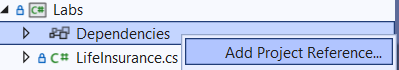 C# Labs
Dependencies
Add Project Reference...
C# LifeInsurance.cs